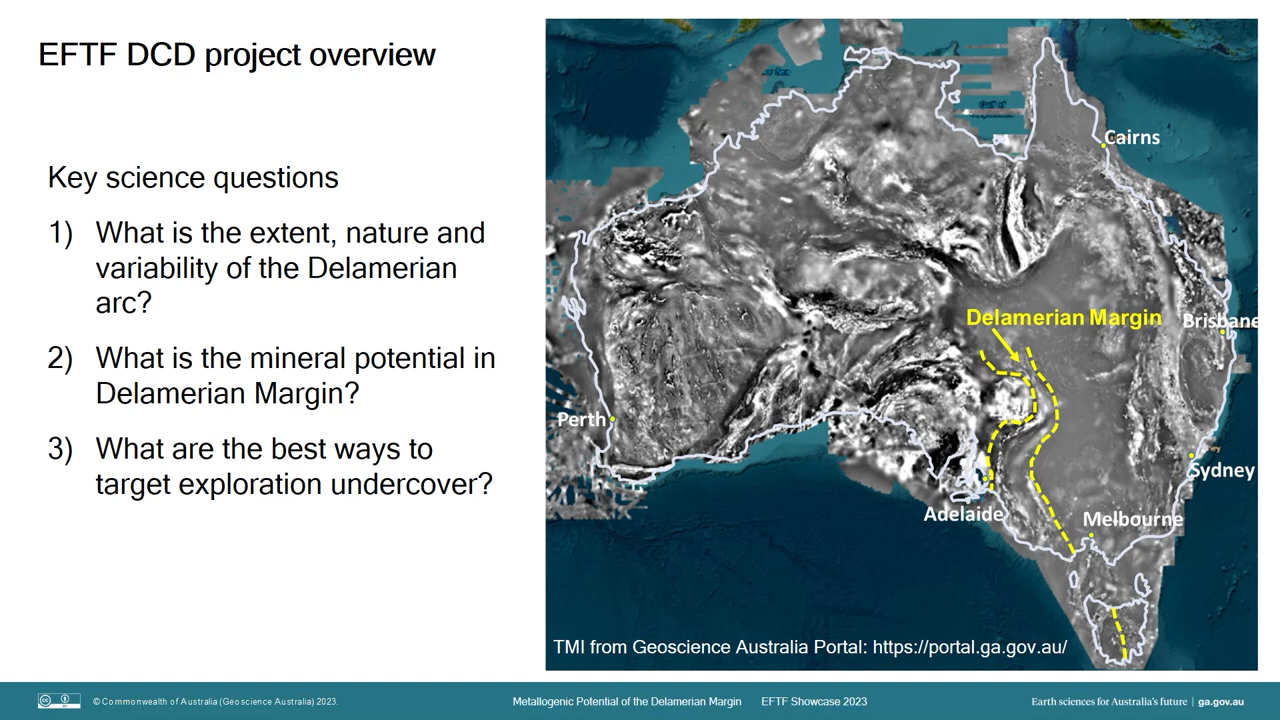 EFTF DCD project overview
Key science questions
1) What is the extent, nature and
variability of the Delamerian
arc?
2) What is the mineral potential in
Delamerian Margin?
3) What are the best ways to
target exploration undercover?
Cairns
Delamerian Margin
Brisbane
Perth
Sydney
Adelaide
Melbourne
TMI from Geoscience Australia Portal: https://portal.ga.gov.au/
© Commonwealth of Australia (Geoscience Australia) 2023.
Metallogenic Potential of the Delamerian Margin EFTF Showcase 2023
Earth sciences for Australia's future | ga.gov.au